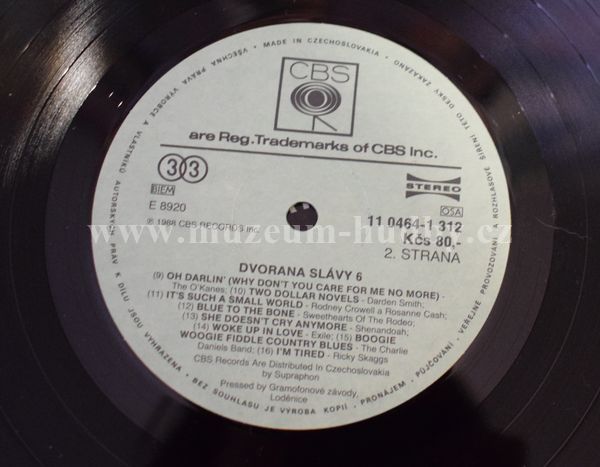 CBS
are Reg. Trademarks of CBS Inc.
33
STEREO
BIEM
OSA
E 8920
11 0464-1 312
℗ 1988 CBS RECORDS Inc.
Kčs 80,-
2. STRANA
www.muzeum-hudby.cz
DVORANA SLÁVY 6
(9) OH DARLIN' (WHY DON'T YOU CARE FOR ME NO MORE) -
The O'Kanes; (10) TWO DOLLAR NOVELS - Darden Smith;
(11) IT'S SUCH A SMALL WORLD - Rodney Crowell a Rosanne Cash;
(12) BLUE TO THE BONE - Sweethearts Of The Rodeo;
(13) SHE DOESN'T CRY ANYMORE - Shenandoah;
(14) WOKE UP IN LOVE - Exile; (15) BOOGIE
WOOGIE FIDDLE COUNTRY BLUES - The Charlie
Daniels Band; (16) I'M TIRED - Ricky Skaggs
CBS Records Are Distributed In Czechoslovakia
by Supraphon
Pressed by Gramofonové závody,
Loděnice
VŠECHNA PRÁVA VÝROBCE A VLASTNÍKŮ AUTORSKÝCH PRÁV K DÍLU JSOU VYHRAZENA • BEZ SOUHLASU JE VÝROBA KOPIÍ - PRONÁJEM - PŮJČOVÁNÍ - VEŘEJNÉ PROVOZOVÁNÍ A ROZHLASOVÉ ŠÍŘENÍ TÉTO DESKY ZAKÁZÁNO • MADE IN CZECHOSLOVAKIA •